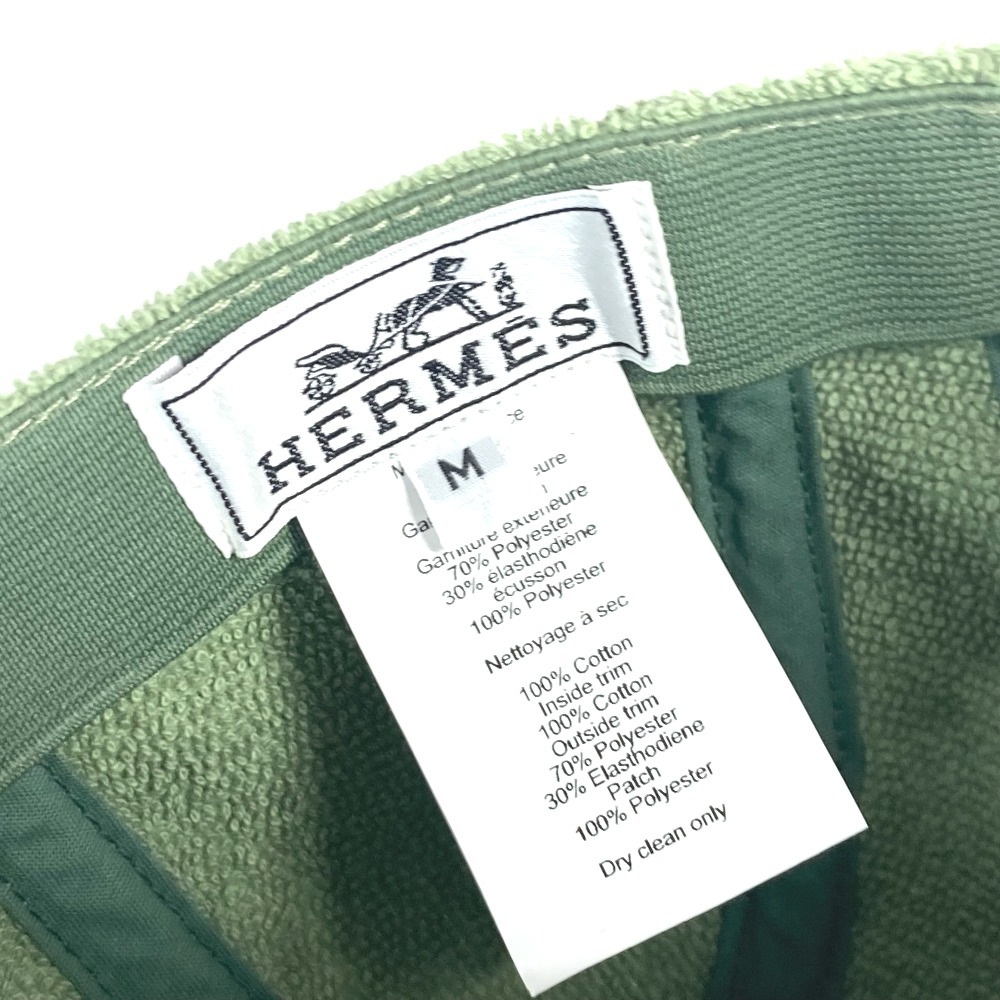 HERMÈS
M
Garniture extérieure
70% Polyester
30% élasthodiène
écusson
100% Polyester
Nettoyage à sec
100% Cotton
Inside trim
100% Cotton
Outside trim
70% Polyester
30% Elasthodiene
Patch
100% Polyester
Dry clean only